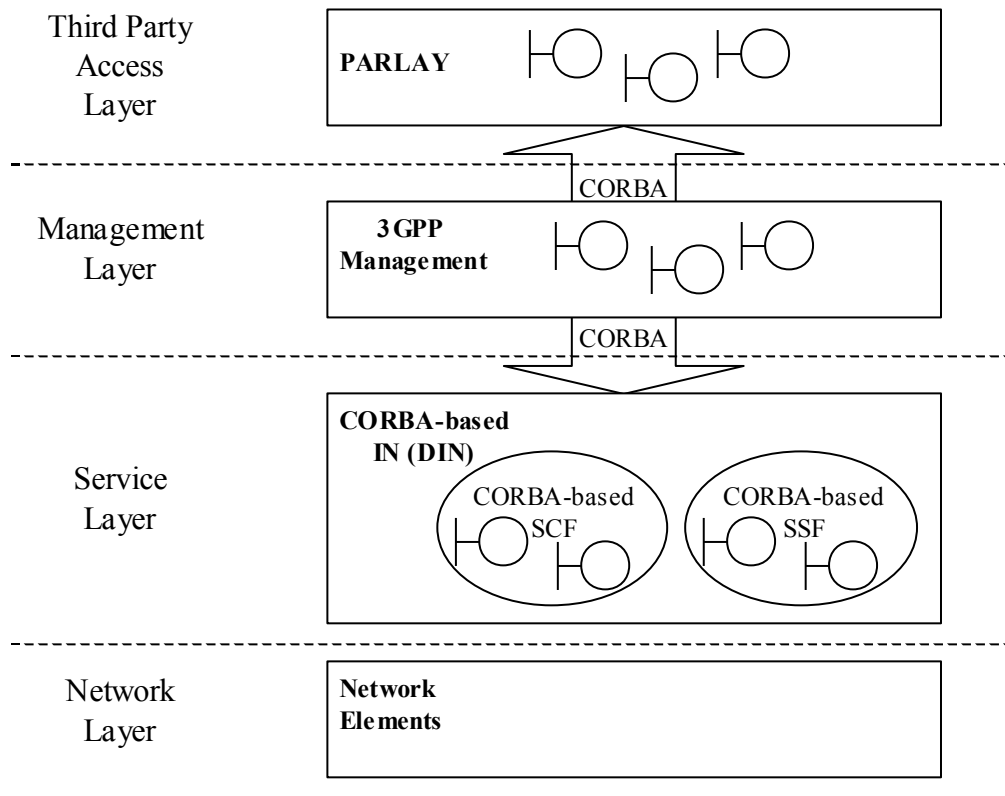 Third Party
Access
Layer
PARLAY
CORBA
Management
Layer
3GPP
Management
CORBA
Service
Layer
CORBA-based
IN (DIN)
CORBA-based
SCF
CORBA-based
SSF
Network
Layer
Network
Elements